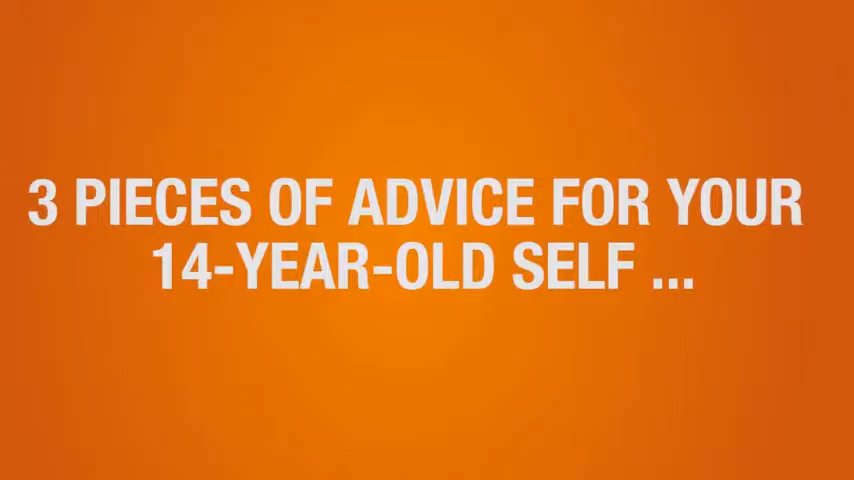 3 PIECES OF ADVICE FOR YOUR
14-YEAR-OLD SELF ...